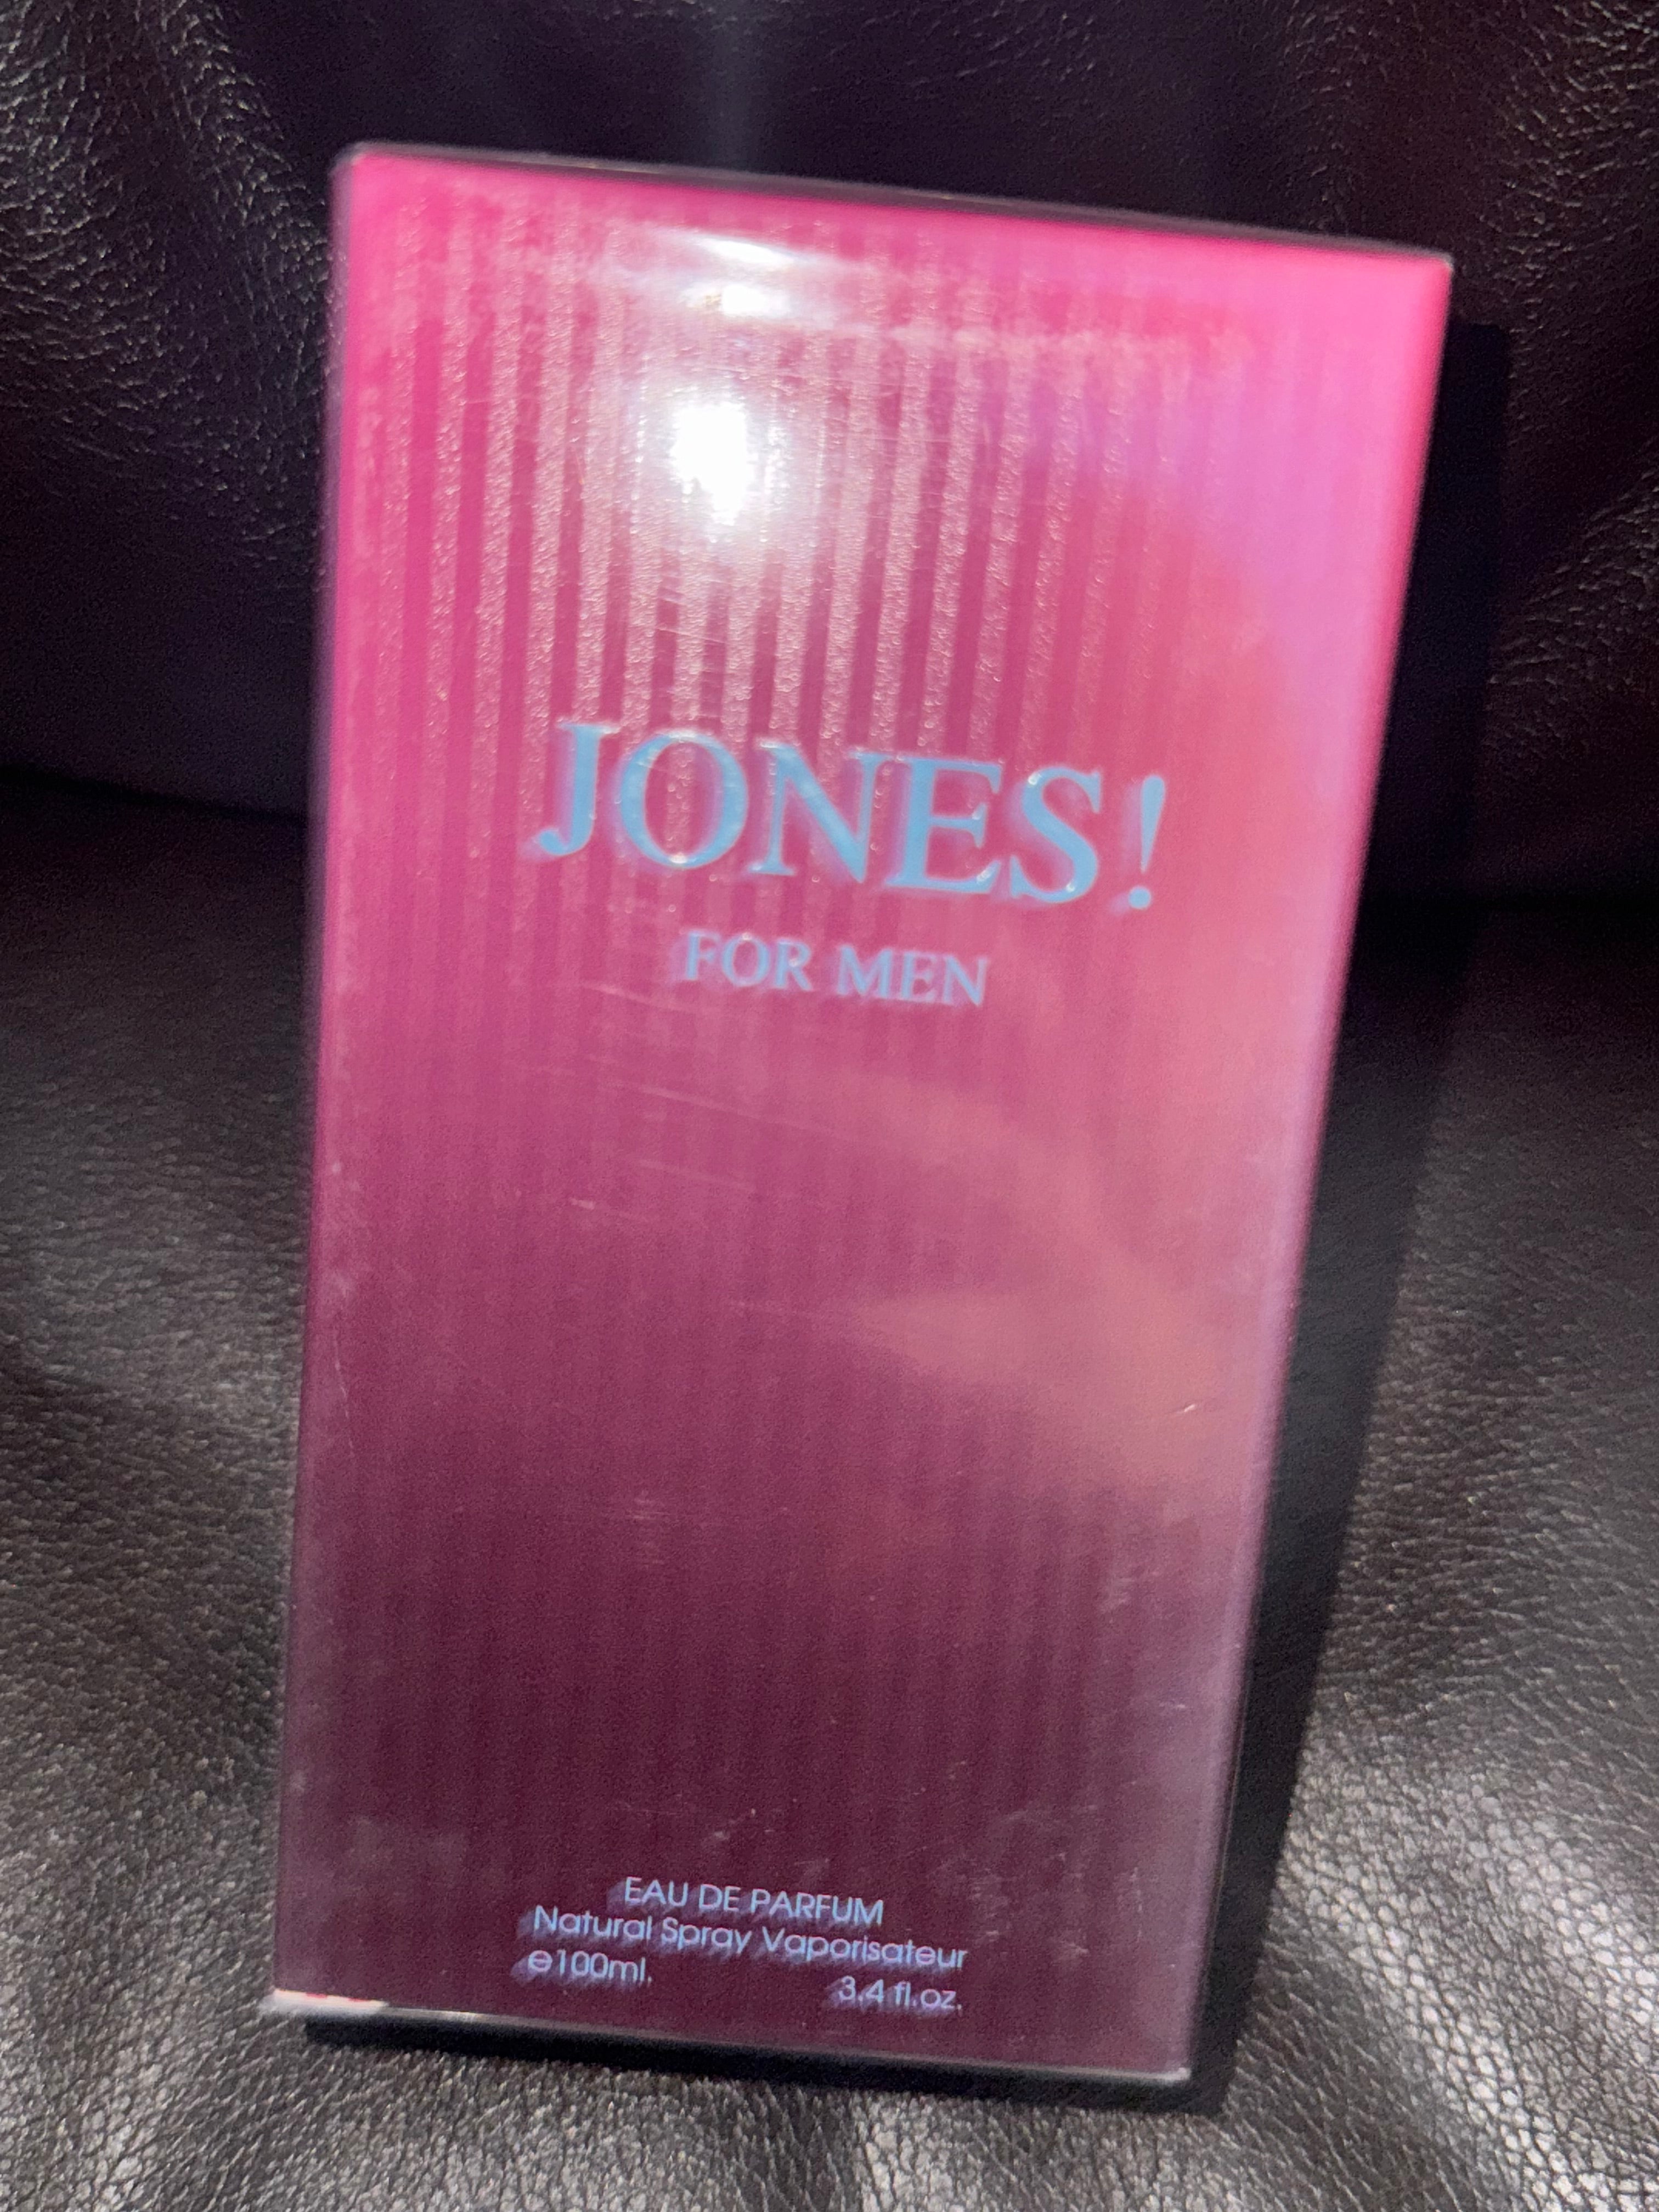 JONES!
FOR MEN
EAU DE PARFUM
Natural Spray Vaporisateur
℮100ml. 3.4 fl.oz.